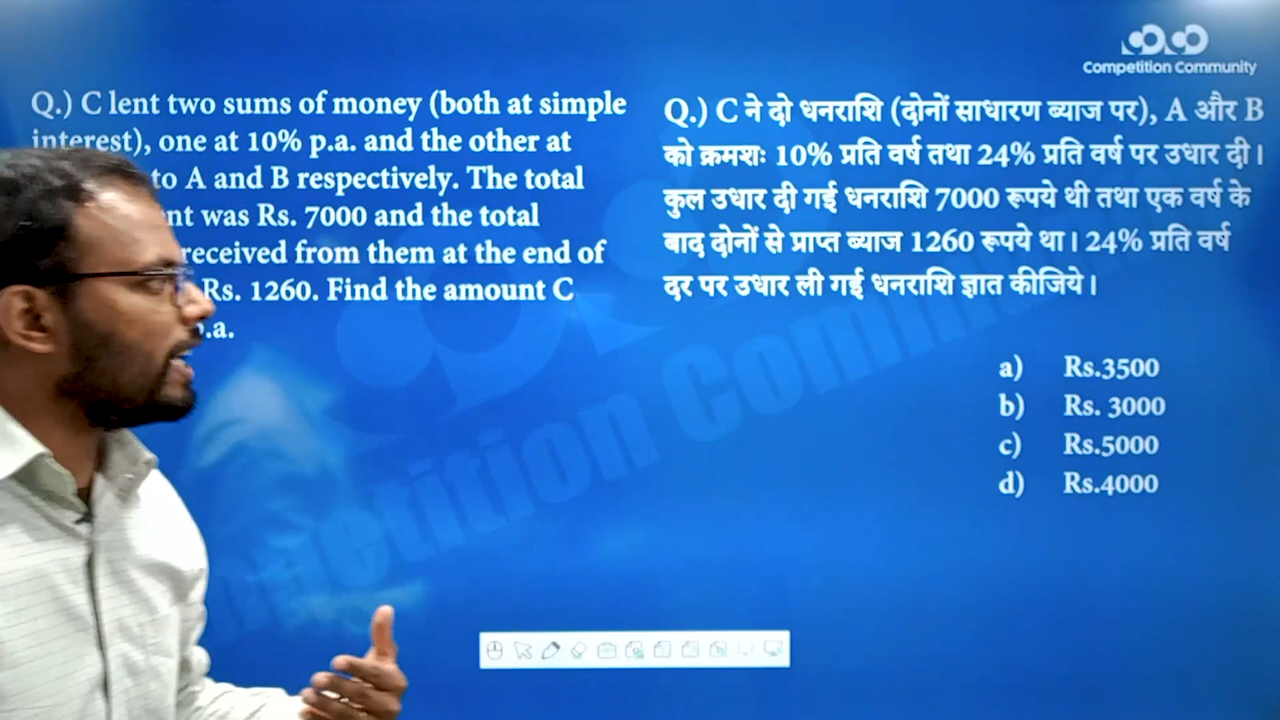 Competition Community
Q.) C lent two sums of money (both at simple
interest), one at 10% p.a. and the other at
to A and B respectively. The total
was Rs. 7000 and the total
received from them at the end of
Rs. 1260. Find the amount C
p.a.
Q.) C ने दो धनराशि (दोनों साधारण ब्याज पर), A और B
को क्रमशः 10% प्रति वर्ष तथा 24% प्रति वर्ष पर उधार दी।
कुल उधार दी गई धनराशि 7000 रूपये थी तथा एक वर्ष के
बाद दोनों से प्राप्त ब्याज 1260 रूपये था। 24% प्रति वर्ष
दर पर उधार ली गई धनराशि ज्ञात कीजिये।
a) Rs.3500
b) Rs. 3000
c) Rs.5000
d) Rs.4000